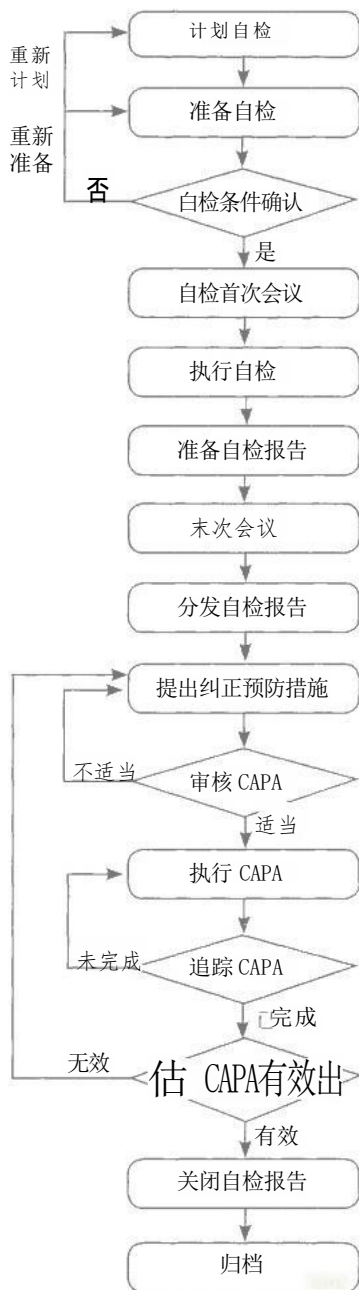 计划自检
重新
计划
准备自检
重新
准备
否
白检条件确认
是
自检首次会议
执行自检
准备自检报告
末次会议
分发自检报告
提出纠正预防措施
不适当
审核 CAPA
适当
执行 CAPA
未完成
追踪 CAPA
完成
无效
估 CAPA有效出
有效
关闭自检报告
归档